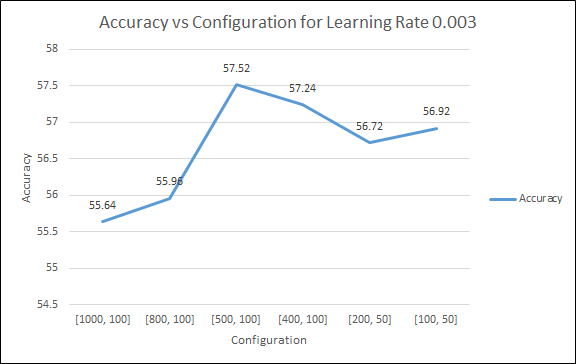 Accuracy vs Configuration for Learning Rate 0.003
58
57.5
57
56.5
56
55.5
55
54.5
Accuracy
55.64
55.96
57.52
57.24
56.72
56.92
[1000, 100] [800, 100] [500, 100] [400, 100] [200, 50] [100, 50]
Configuration
Accuracy